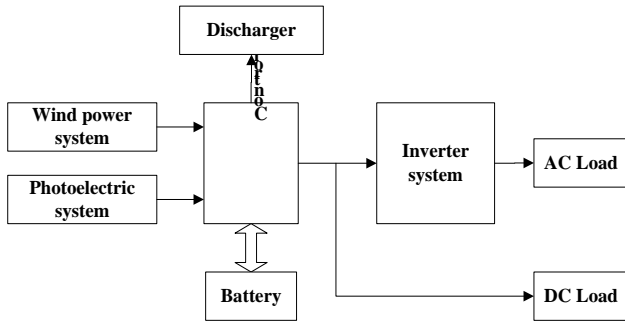 Discharger
Control
Wind power
system
Photoelectric
system
Inverter
system
AC Load
Battery
DC Load